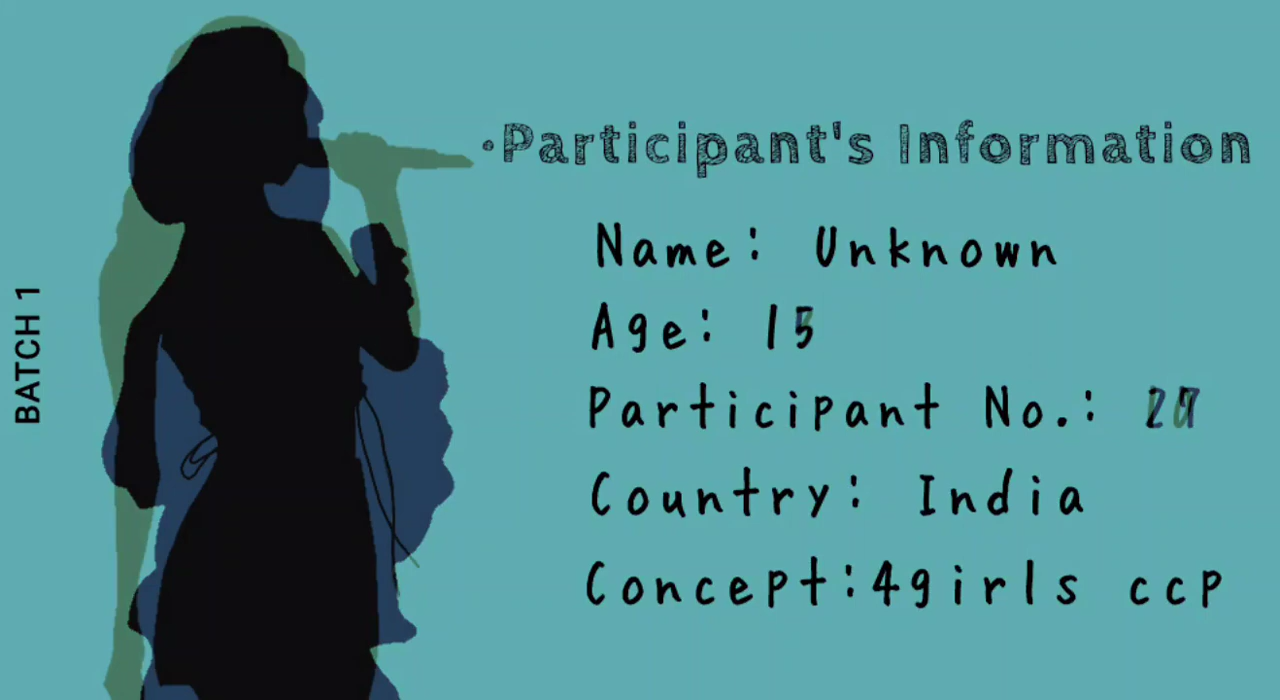 BATCH 1
·Participant's Information
Name: Unknown
Age: 15
Participant No.:
Country: India
Concept:4girls ccp